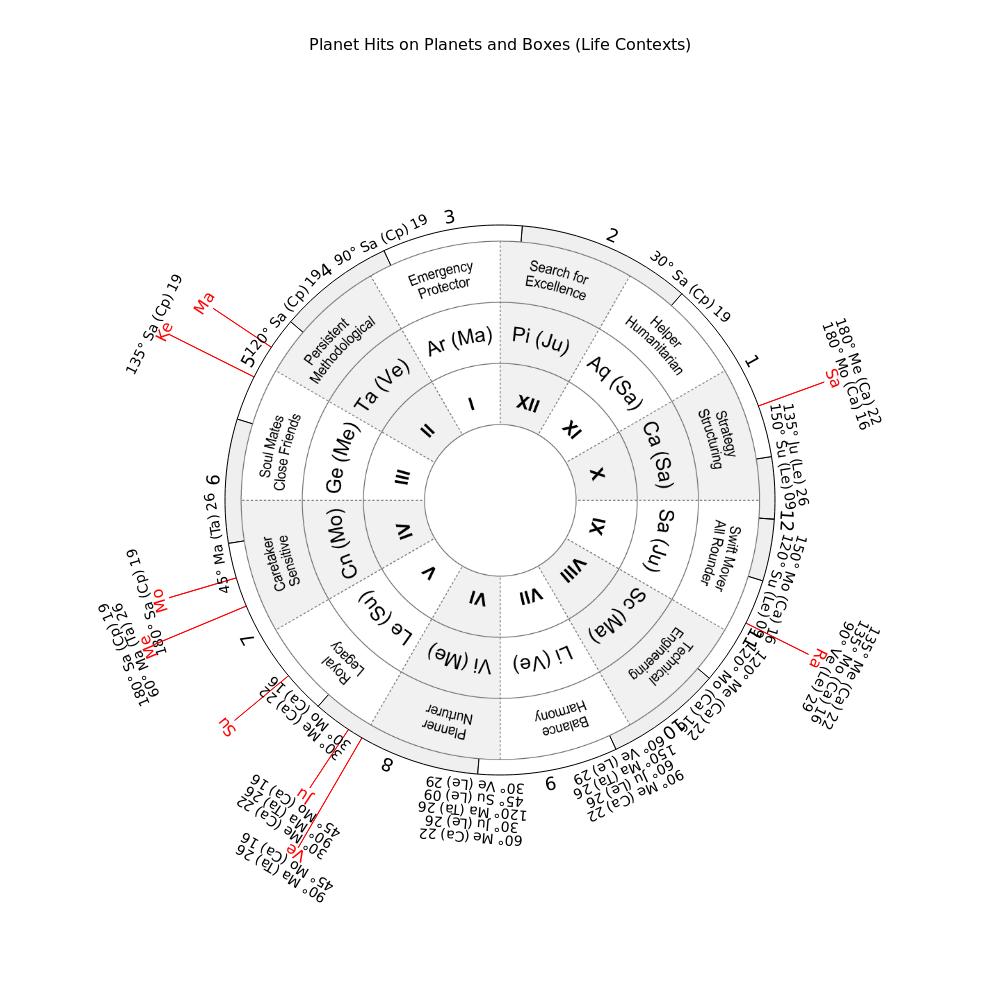 Planet Hits on Planets and Boxes (Life Contexts)
3
90° Sa (Cp) 19
4
120° Sa (Cp) 19
Ma
135° Sa (Cp) 19
Ke
5
2
30° Sa (Cp) 19
1
180° Me (Ca) 22
180° Mo (Ca) 16
Sa
135° Ju (Le) 26
150° Su (Le) 09
12
150° Mo (Ca) 16
120° Su (Le) 09
Ra
135° Me (Ca) 22
135° Mo (Ca) 16
90° Ve (Le) 29
11
120° Me (Ca) 22
120° Mo (Ca) 16
10
60° Ve (Le) 29
150° Ma (Ta) 26
60° Ju (Le) 26
90° Me (Ca) 22
9
30° Ve (Le) 29
45° Su (Le) 09
120° Ma (Ta) 26
30° Ju (Le) 26
60° Me (Ca) 22
8
30° Mo (Ca) 16
30° Me (Ca) 22
Ju
45° Mo (Ca) 16
90° Ma (Ta) 26
30° Me (Ca) 22
Ve
45° Mo (Ca) 16
90° Ma (Ta) 26
Su
7
Me
60° Ma (Ta) 26
180° Sa (Cp) 19
Mo
180° Sa (Cp) 19
45° Ma (Ta) 26
6
Emergency
Protector
Search for
Excellence
Helper
Humanitarian
Strategy
Structuring
Swift Mover
All Rounder
Technical
Engineering
Balance
Harmony
Planner
Nurturer
Royal
Legacy
Caretaker
Sensitive
Soul Mates
Close Friends
Persistent
Methodological
Ar (Ma)
Pi (Ju)
Aq (Sa)
Ca (Sa)
Sa (Ju)
Sc (Ma)
Li (Ve)
Vi (Me)
Le (Su)
Cn (Mo)
Ge (Me)
Ta (Ve)
I
XII
XI
X
IX
VIII
VII
VI
V
IV
III
II